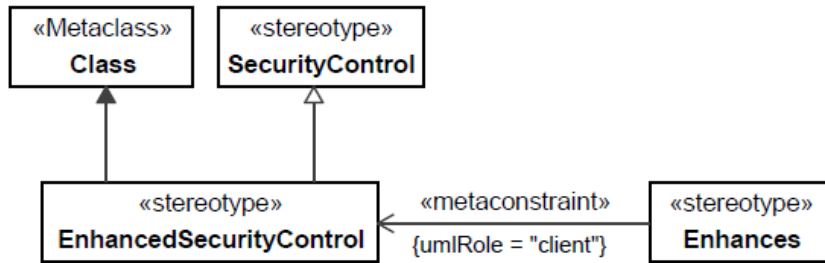 «Metaclass»
Class
«stereotype»
SecurityControl
«stereotype»
EnhancedSecurityControl
«metaconstraint»
{umlRole = "client"}
«stereotype»
Enhances